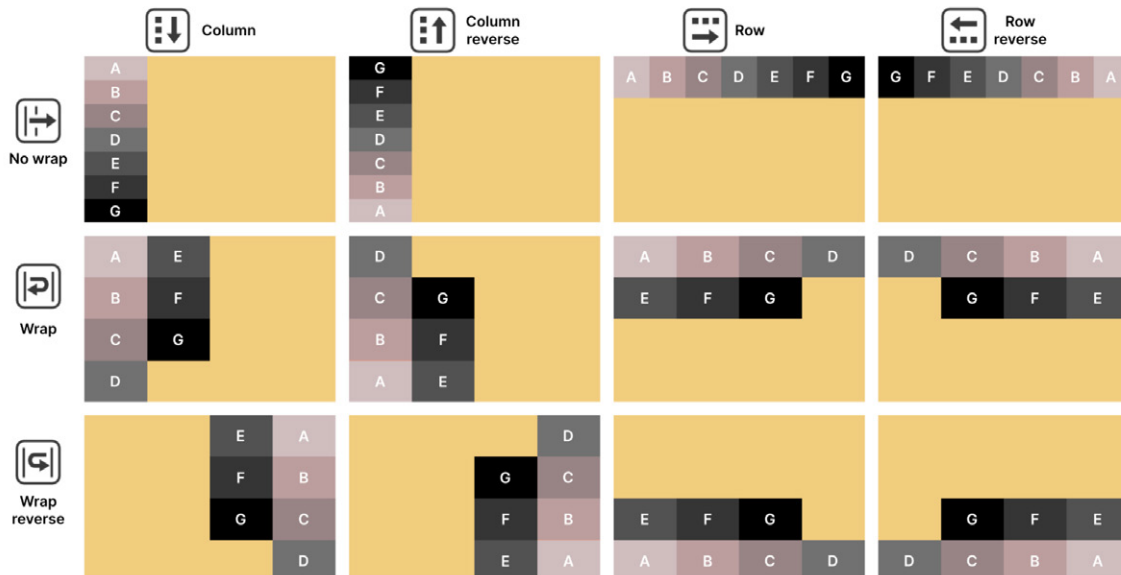 Column
Column
reverse
Row
Row
reverse
No wrap
A
B
C
D
E
F
G
G
F
E
D
C
B
A
A B C D E F G
G F E D C B A
Wrap
A E
B F
C G
D
D
C G
B F
A E
A B C D
E F G
D C B A
G F E
Wrap
reverse
E A
F B
G C
D
D
G C
F B
E A
E F G
A B C D
G F E
D C B A